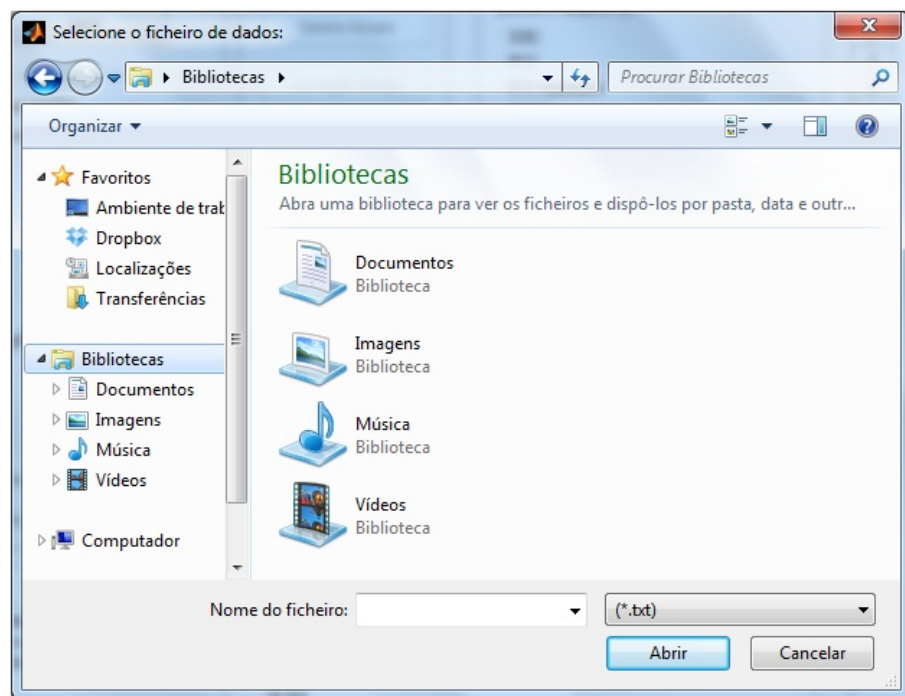 Selecione o ficheiro de dados:
Bibliotecas
Procurar Bibliotecas
Organizar
Favoritos
Ambiente de trat
Dropbox
Localizações
Transferências
Bibliotecas
Documentos
Imagens
Música
Vídeos
Computador
Bibliotecas
Abra uma biblioteca para ver os ficheiros e dispô-los por pasta, data e outr...
Documentos
Biblioteca
Imagens
Biblioteca
Música
Biblioteca
Vídeos
Biblioteca
Nome do ficheiro:
(*.txt)
Abrir
Cancelar